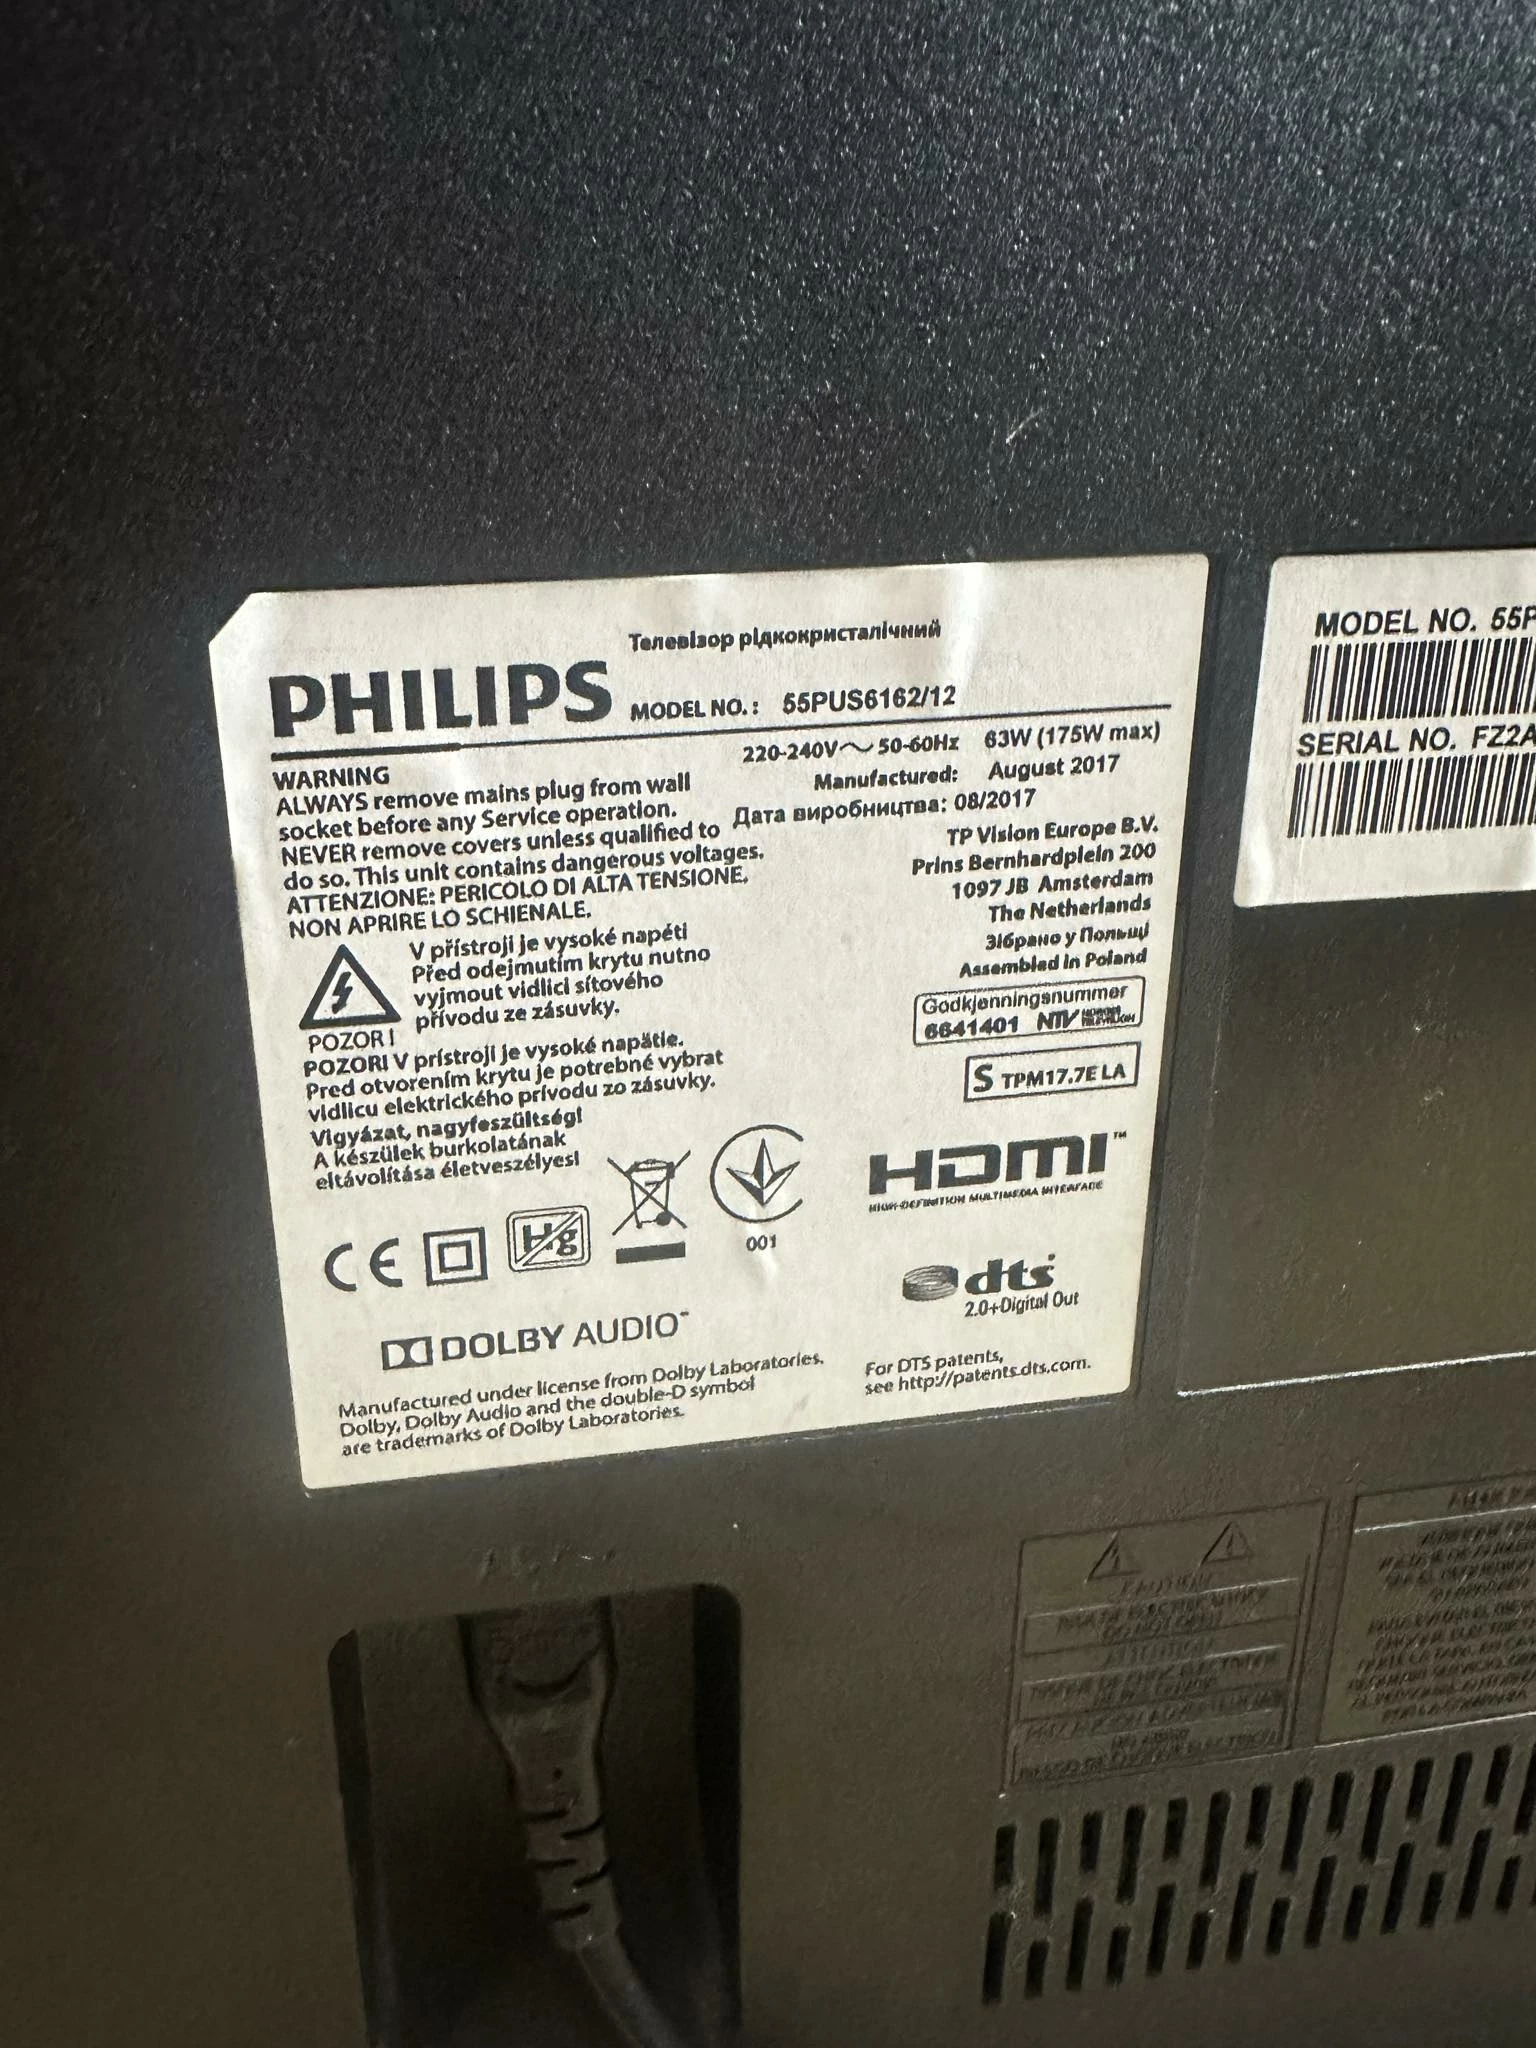 Телевізор рідкокристалічний
PHILIPS MODEL NO.: 55PUS6162/12
220-240V ~ 50-60Hz 63W (175W max)
Manufactured: August 2017
Дата виробництва: 08/2017
WARNING
ALWAYS remove mains plug from wall
socket before any Service operation.
NEVER remove covers unless qualified to
do so. This unit contains dangerous voltages.
ATTENZIONE: PERICOLO DI ALTA TENSIONE.
NON APRIRE LO SCHIENALE.
V přístroji je vysoké napětí
Před odejmutím krytu nutno
vyjmout vidlici síťového
přívodu ze zásuvky.
POZOR!
POZOR! V prístroji je vysoké napätie.
Pred otvorením krytu je potrebné vybrat
vidlicu elektrického prívodu zo zásuvky.
Vigyázat, nagyfeszültség!
A készülék burkolatának
eltávolítása életveszélyes!
TP Vision Europe B.V.
Prins Bernhardplein 200
1097 JB Amsterdam
The Netherlands
Зібрано у Польщі
Assembled in Poland
Godkjenningsnummer
6641401 NTV
S TPM17.7E LA
HDMI™
HIGH-DEFINITION MULTIMEDIA INTERFACE
CE Hg
001
dts
2.0+Digital Out
DOLBY AUDIO™
Manufactured under license from Dolby Laboratories.
Dolby, Dolby Audio and the double-D symbol
are trademarks of Dolby Laboratories.
For DTS patents,
see http://patents.dts.com.
MODEL NO. 55P
SERIAL NO. FZ2A